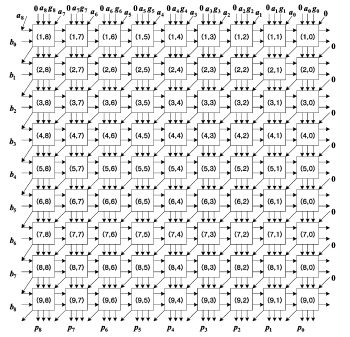 0 a₈ g₈ 0 a₇ g₇ 0 a₆ g₆ 0 a₅ g₅ 0 a₄ g₄ 0 a₃ g₃ 0 a₂ g₂ 0 a₁ g₁ 0 a₀ g₀
a₈ a₇ a₆ a₅ a₄ a₃ a₂ a₁ a₀ 0
b₀ (1,8) (1,7) (1,6) (1,5) (1,4) (1,3) (1,2) (1,1) (1,0) 0
b₁ (2,8) (2,7) (2,6) (2,5) (2,4) (2,3) (2,2) (2,1) (2,0) 0
b₂ (3,8) (3,7) (3,6) (3,5) (3,4) (3,3) (3,2) (3,1) (3,0) 0
b₃ (4,8) (4,7) (4,6) (4,5) (4,4) (4,3) (4,2) (4,1) (4,0) 0
b₄ (5,8) (5,7) (5,6) (5,5) (5,4) (5,3) (5,2) (5,1) (5,0) 0
b₅ (6,8) (6,7) (6,6) (6,5) (6,4) (6,3) (6,2) (6,1) (6,0) 0
b₆ (7,8) (7,7) (7,6) (7,5) (7,4) (7,3) (7,2) (7,1) (7,0) 0
b₇ (8,8) (8,7) (8,6) (8,5) (8,4) (8,3) (8,2) (8,1) (8,0) 0
b₈ (9,8) (9,7) (9,6) (9,5) (9,4) (9,3) (9,2) (9,1) (9,0)
p₈ p₇ p₆ p₅ p₄ p₃ p₂ p₁ p₀